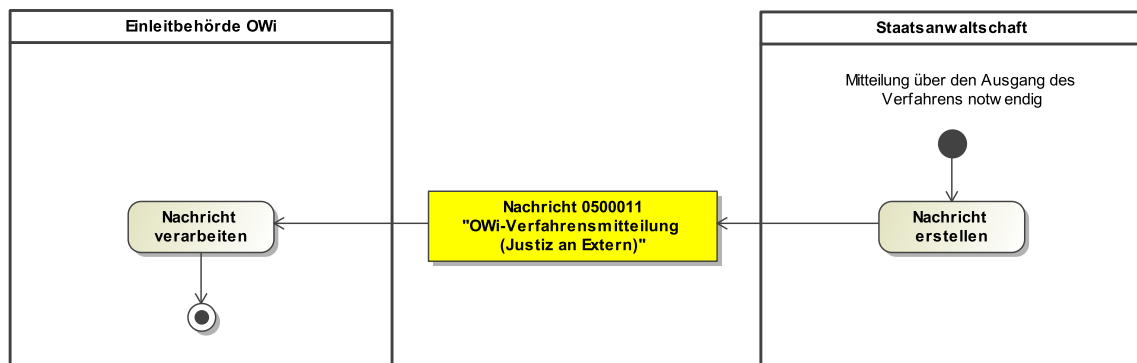 Einleitbehörde OWi
Staatsanwaltschaft
Mitteilung über den Ausgang des
Verfahrens notwendig
Nachricht 0500011
"OWi-Verfahrensmitteilung
(Justiz an Extern)"
Nachricht
verarbeiten
Nachricht
erstellen